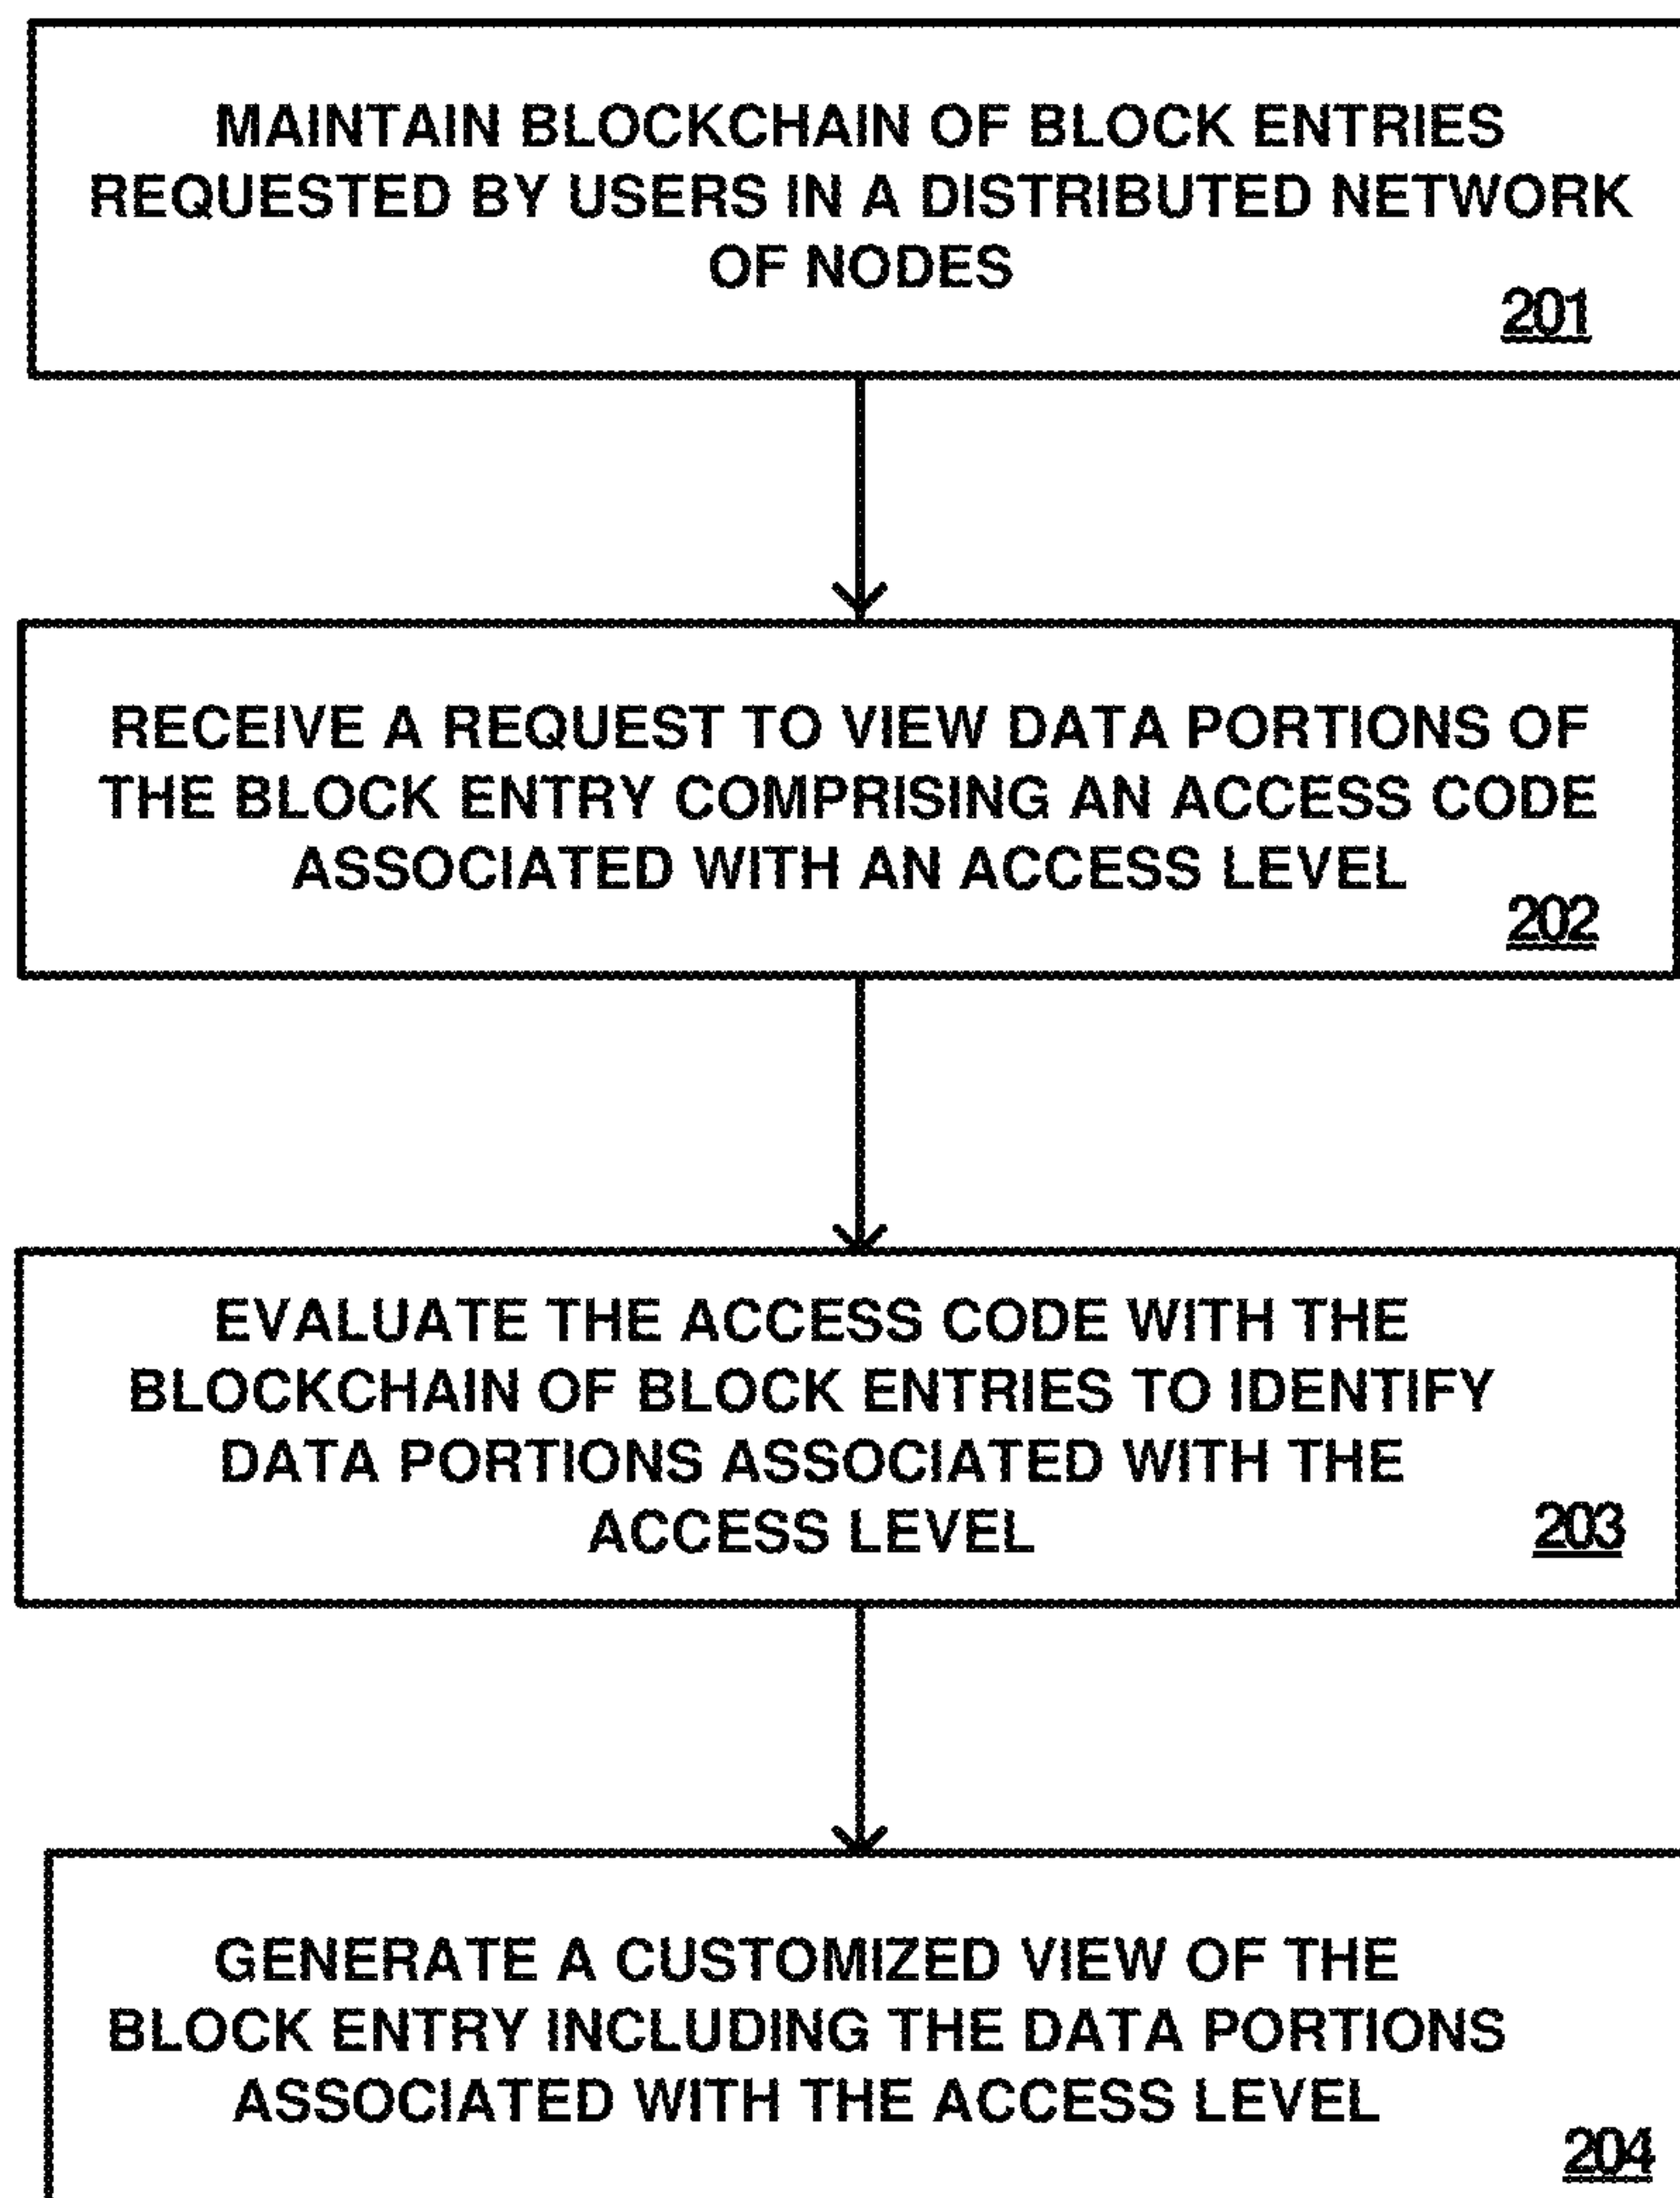 MAINTAIN BLOCKCHAIN OF BLOCK ENTRIES
REQUESTED BY USERS IN A DISTRIBUTED NETWORK
OF NODES
201
RECEIVE A REQUEST TO VIEW DATA PORTIONS OF
THE BLOCK ENTRY COMPRISING AN ACCESS CODE
ASSOCIATED WITH AN ACCESS LEVEL
202
EVALUATE THE ACCESS CODE WITH THE
BLOCKCHAIN OF BLOCK ENTRIES TO IDENTIFY
DATA PORTIONS ASSOCIATED WITH THE
ACCESS LEVEL
203
GENERATE A CUSTOMIZED VIEW OF THE
BLOCK ENTRY INCLUDING THE DATA PORTIONS
ASSOCIATED WITH THE ACCESS LEVEL
204